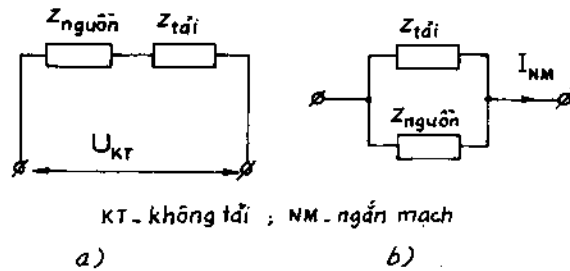 Znguồn Ztải
UKT
Ztải
INM
Znguồn
KT - không tải ; NM - ngắn mạch
a) b)